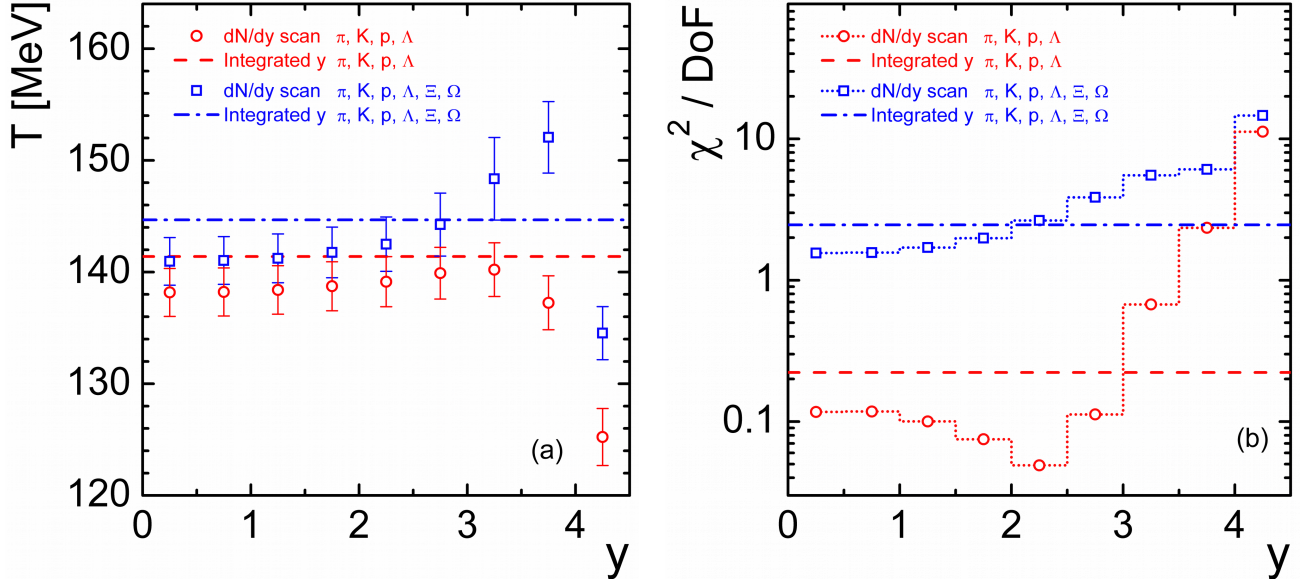 T [MeV]
160
150
140
130
120
0 1 2 3 4
y
dN/dy scan π, K, p, Λ
Integrated y π, K, p, Λ
dN/dy scan π, K, p, Λ, Ξ, Ω
Integrated y π, K, p, Λ, Ξ, Ω
(a)
χ² / DoF
10
1
0.1
0 1 2 3 4
y
dN/dy scan π, K, p, Λ
Integrated y π, K, p, Λ
dN/dy scan π, K, p, Λ, Ξ, Ω
Integrated y π, K, p, Λ, Ξ, Ω
(b)